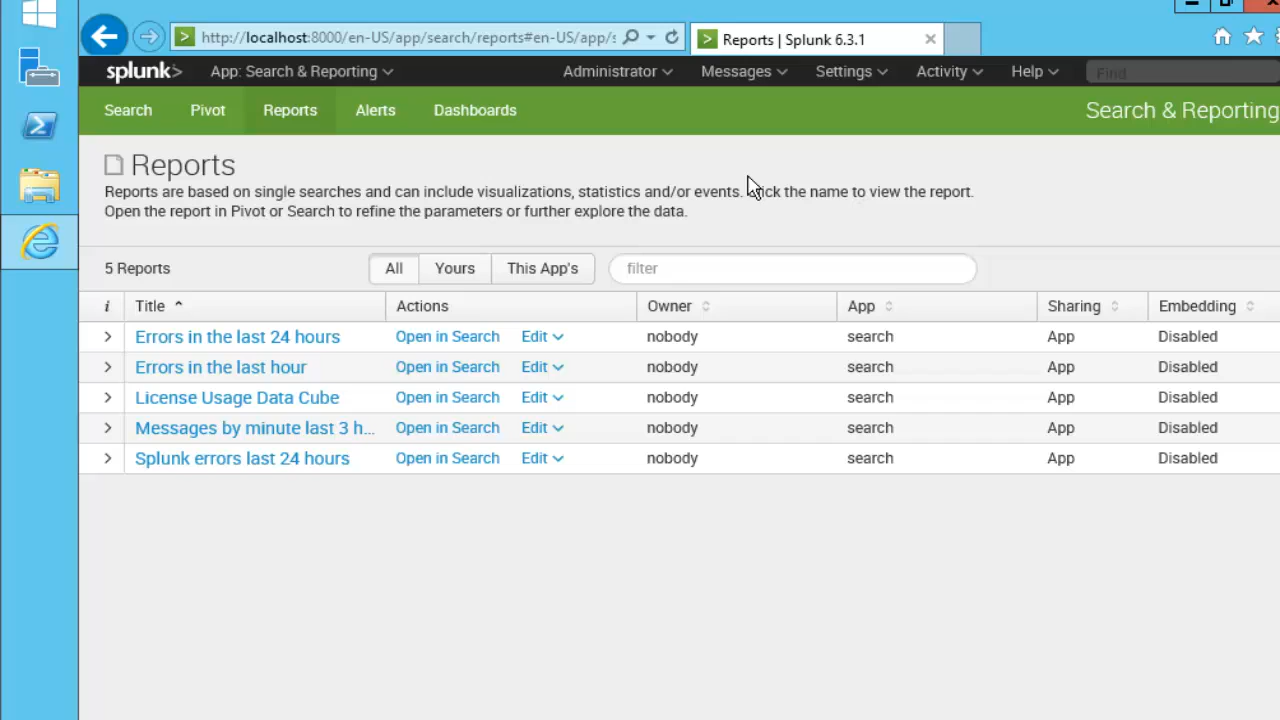 http://localhost:8000/en-US/app/search/reports#en-US/app/s
Reports | Splunk 6.3.1
splunk> App: Search & Reporting Administrator Messages Settings Activity Help Find
Search Pivot Reports Alerts Dashboards Search & Reporting
Reports
Reports are based on single searches and can include visualizations, statistics and/or events. Click the name to view the report.
Open the report in Pivot or Search to refine the parameters or further explore the data.
5 Reports All Yours This App's filter
i Title Actions Owner App Sharing Embedding
Errors in the last 24 hours Open in Search Edit nobody search App Disabled
Errors in the last hour Open in Search Edit nobody search App Disabled
License Usage Data Cube Open in Search Edit nobody search App Disabled
Messages by minute last 3 h... Open in Search Edit nobody search App Disabled
Splunk errors last 24 hours Open in Search Edit nobody search App Disabled